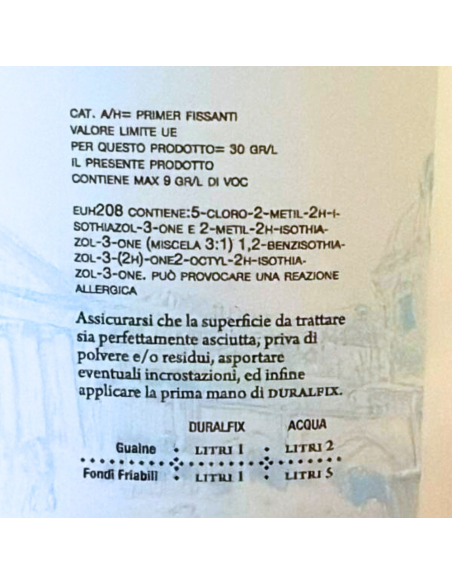 CAT. A/H= PRIMER FISSANTI
VALORE LIMITE UE
PER QUESTO PRODOTTO= 30 GR/L
IL PRESENTE PRODOTTO
CONTIENE MAX 9 GR/L DI VOC
EUH208 CONTIENE:5-CLORO-2-METIL-2H-I-
SOTHIAZOL-3-ONE E 2-METIL-2H-ISOTHIA-
ZOL-3-ONE (MISCELA 3:1) 1,2-BENZISOTHIA-
ZOL-3-(2H)-ONE2-OCTYL-2H-ISOTHIA-
ZOL-3-ONE. PUÒ PROVOCARE UNA REAZIONE
ALLERGICA
Assicurarsi che la superficie da trattare
sia perfettamente asciutta, priva di
polvere e/o residui, asportare
eventuali incrostazioni, ed infine
applicare la prima mano di DURALFIX.
DURALFIX ACQUA
Guaine • LITRI 1 • LITRI 2
Fondi Friabili • LITRI 1 • LITRI 5